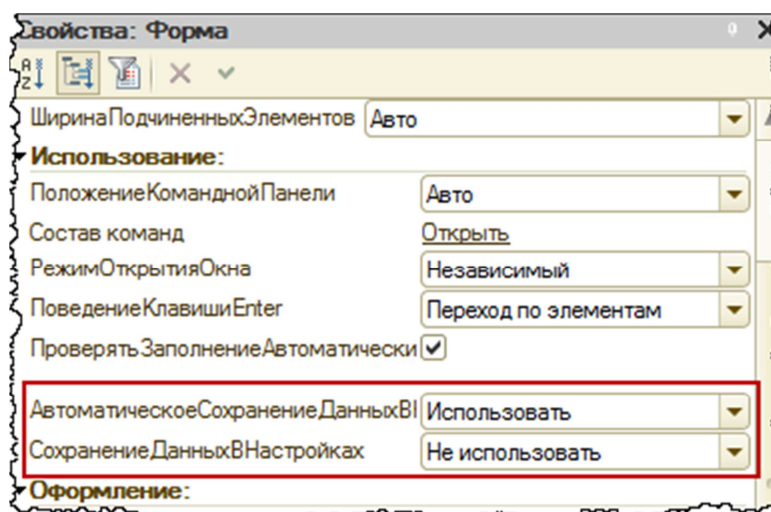 Свойства: Форма
ШиринаПодчиненныхЭлементов Авто
Использование:
ПоложениеКоманднойПанели Авто
Состав команд Открыть
РежимОткрытияОкна Независимый
ПоведениеКлавишиEnter Переход по элементам
ПроверятьЗаполнениеАвтоматически
АвтоматическоеСохранениеДанныхВ Использовать
СохранениеДанныхВНастройках Не использовать
Оформление: